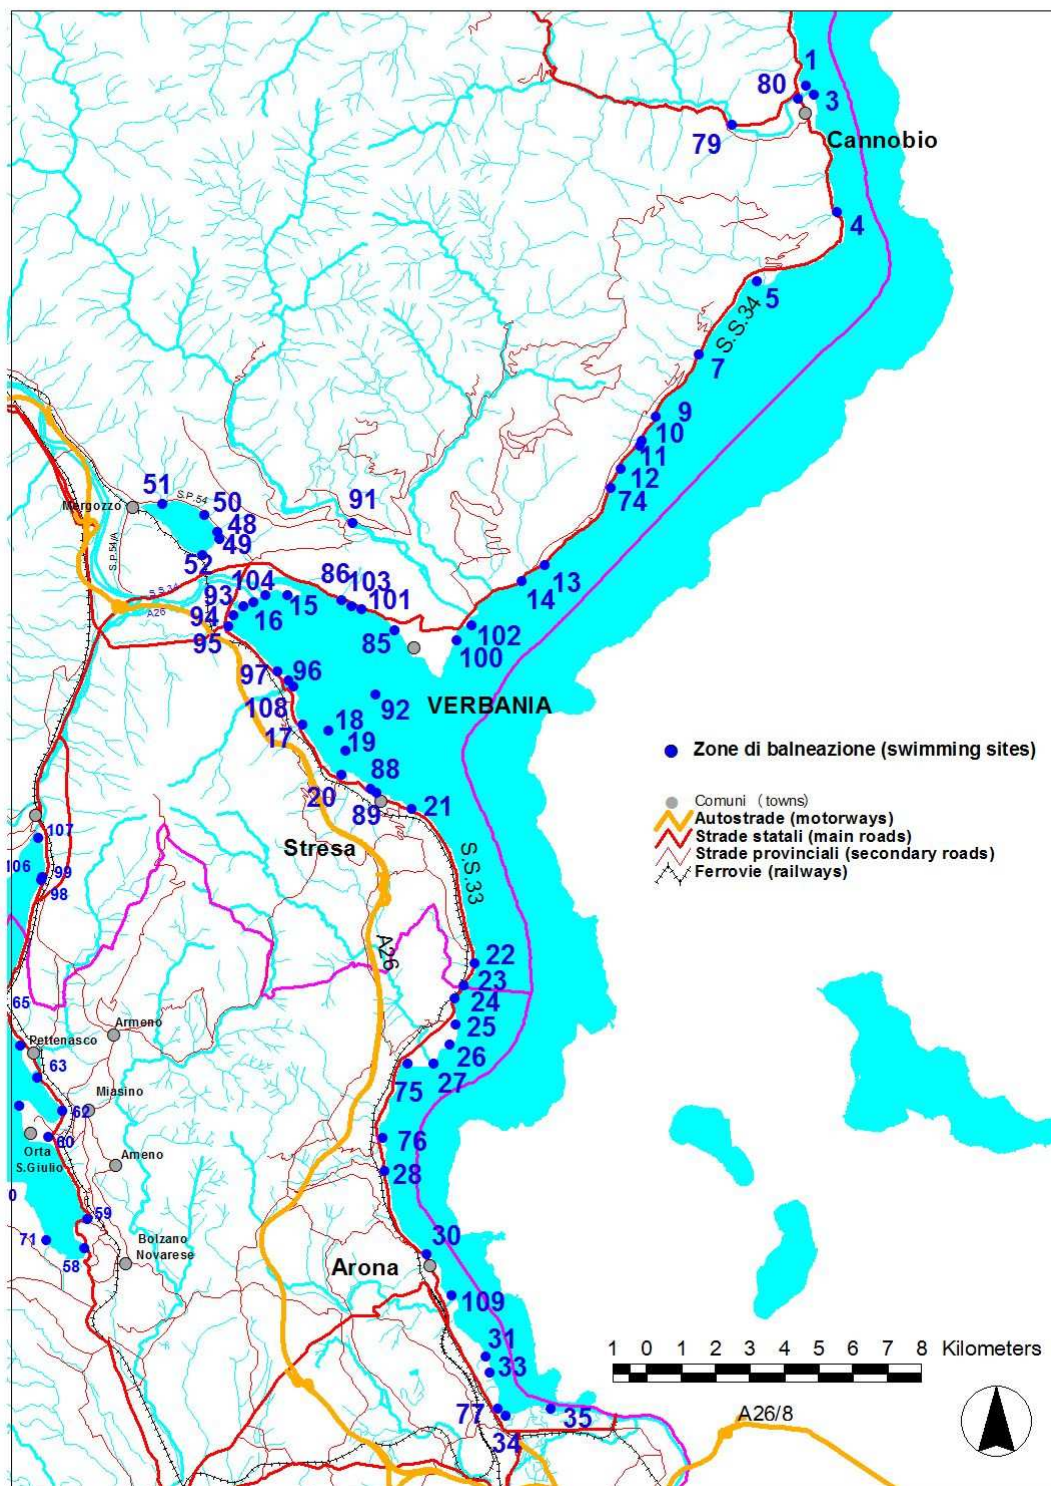 1
80
3
79
Cannobio
4
5
S.S.34
7
9
10
11
12
74
51
S.P.54
50
91
Mergozzo
48
49
S.P.54/A
52
13
S.S.34
104
86
103
14
93
15
101
A26
94
16
102
95
85
100
97
96
92
VERBANIA
108
18
17
19
Zone di balneazione (swimming sites)
88
20
89
21
Comuni (towns)
Autostrade (motorways)
Strade statali (main roads)
Strade provinciali (secondary roads)
Ferrovie (railways)
107
Stresa
106
99
98
S.S.33
A26
22
23
65
24
Armeno
25
Pettenasco
26
63
75
27
Miasino
62
60
76
Orta
S.Giulio
Ameno
28
0
59
71
Bolzano
Novarese
30
58
Arona
109
31
33
1 0 1 2 3 4 5 6 7 8 Kilometers
77
35
A26/8
34